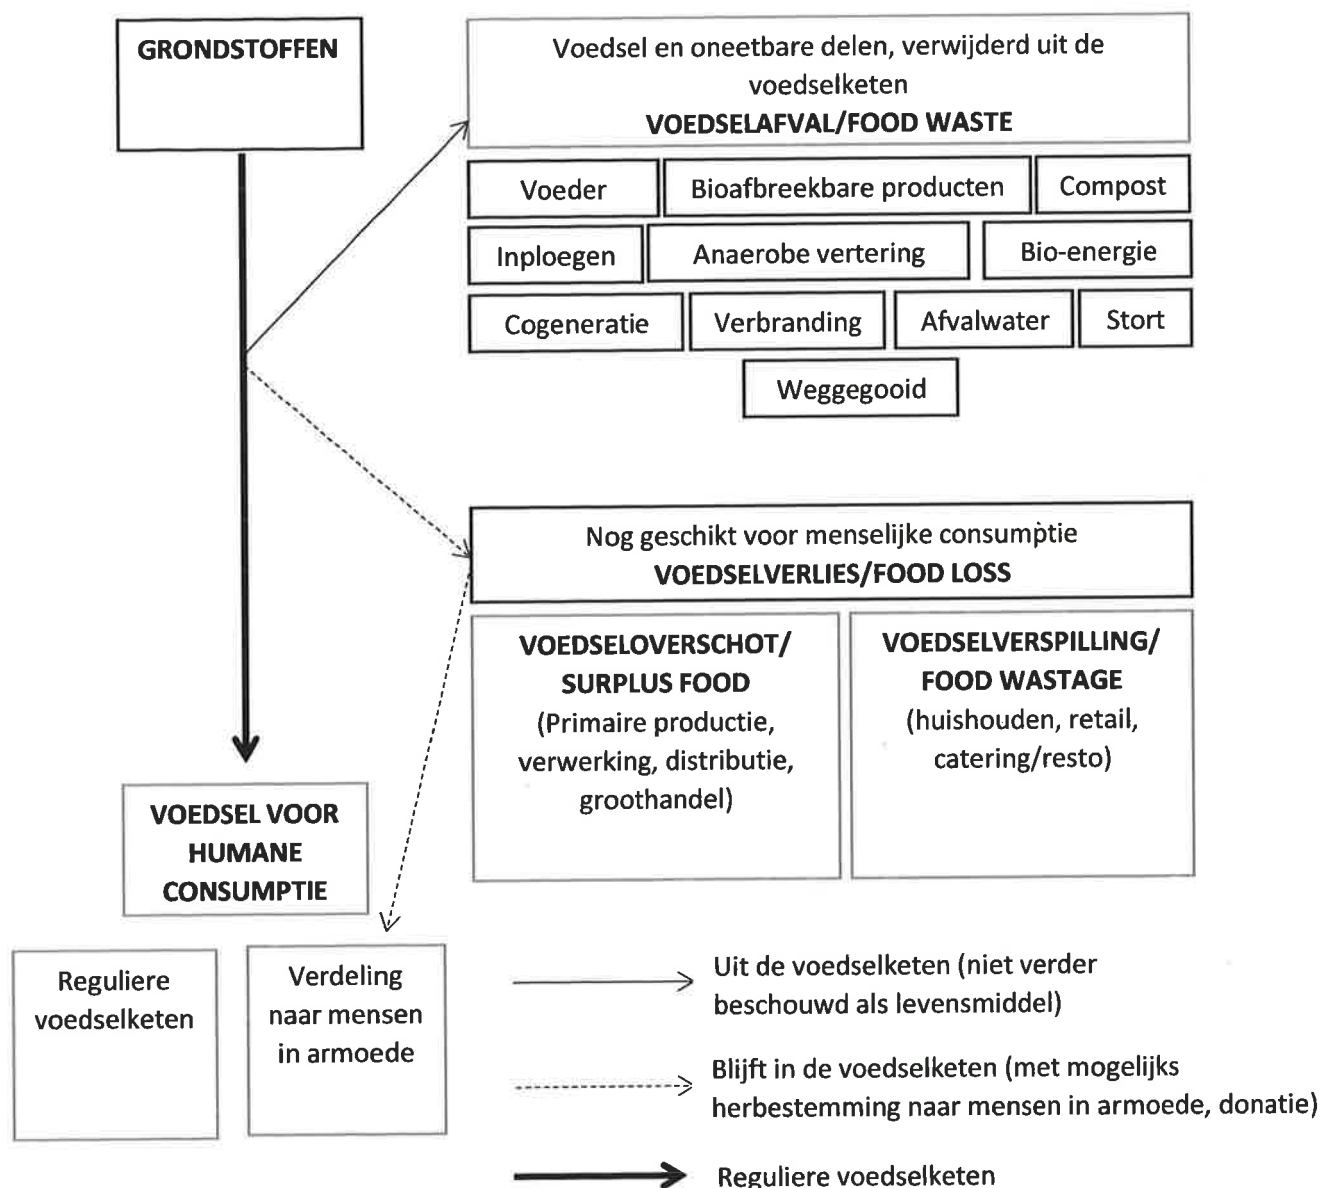 GRONDSTOFFEN
Voedsel en oneetbare delen, verwijderd uit de
voedselketen
VOEDSELAFVAL/FOOD WASTE
Voeder
Bioafbreekbare producten
Compost
Inploegen
Anaerobe vertering
Bio-energie
Cogeneratie
Verbranding
Afvalwater
Stort
Weggegooid
Nog geschikt voor menselijke consumptie
VOEDSELVERLIES/FOOD LOSS
VOEDSELOVERSCHOT/
SURPLUS FOOD
(Primaire productie,
verwerking, distributie,
groothandel)
VOEDSELVERSPILLING/
FOOD WASTAGE
(huishouden, retail,
catering/resto)
VOEDSEL VOOR
HUMANE
CONSUMPTIE
Reguliere
voedselketen
Verdeling
naar mensen
in armoede
Uit de voedselketen (niet verder
beschouwd als levensmiddel)
Blijft in de voedselketen (met mogelijks
herbestemming naar mensen in armoede, donatie)
Reguliere voedselketen